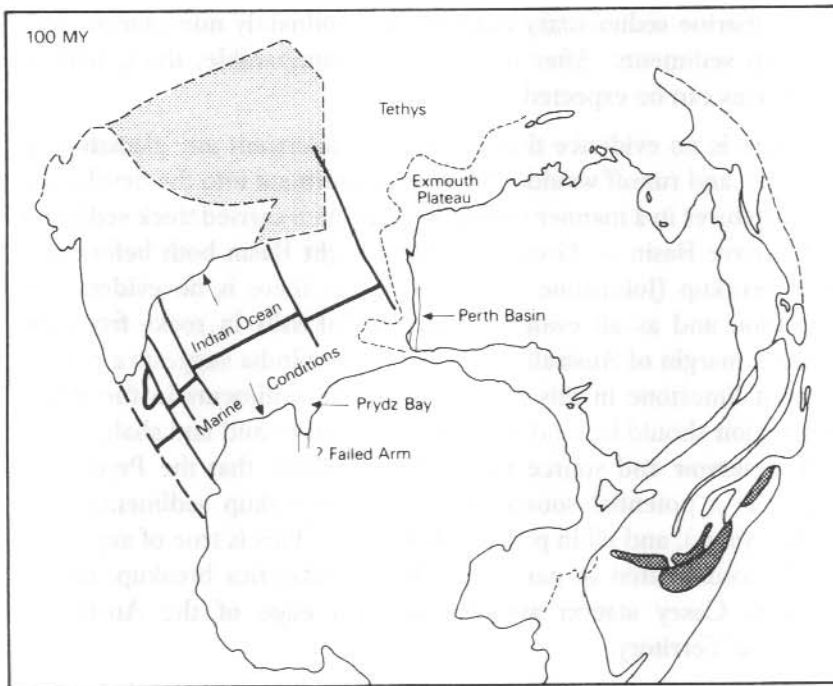 100 MY
Tethys
Exmouth
Plateau
Indian Ocean
Perth Basin
Marine Conditions
Prydz Bay
? Failed Arm